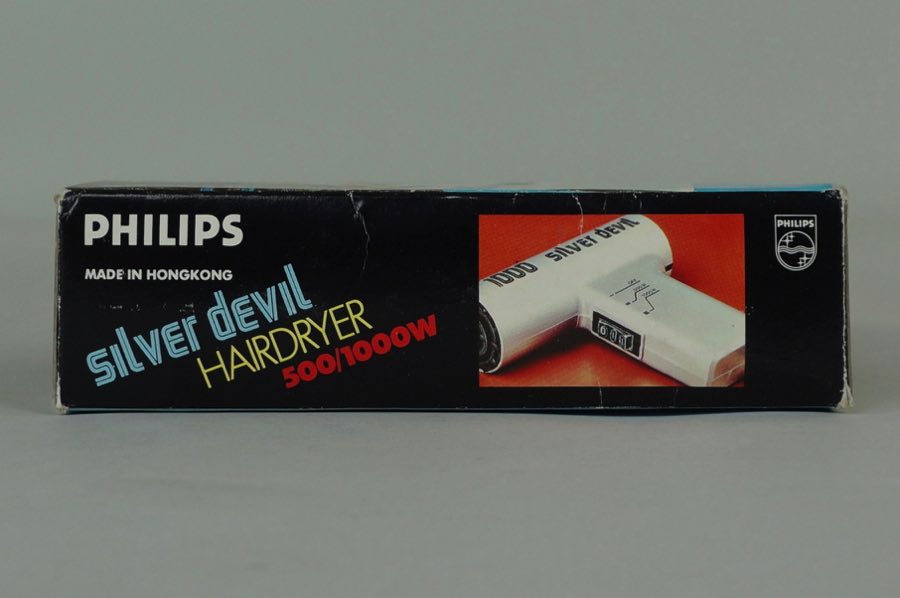 PHILIPS
MADE IN HONGKONG
silver devil
HAIRDRYER
500/1000W
1000 silver devil
PHILIPS